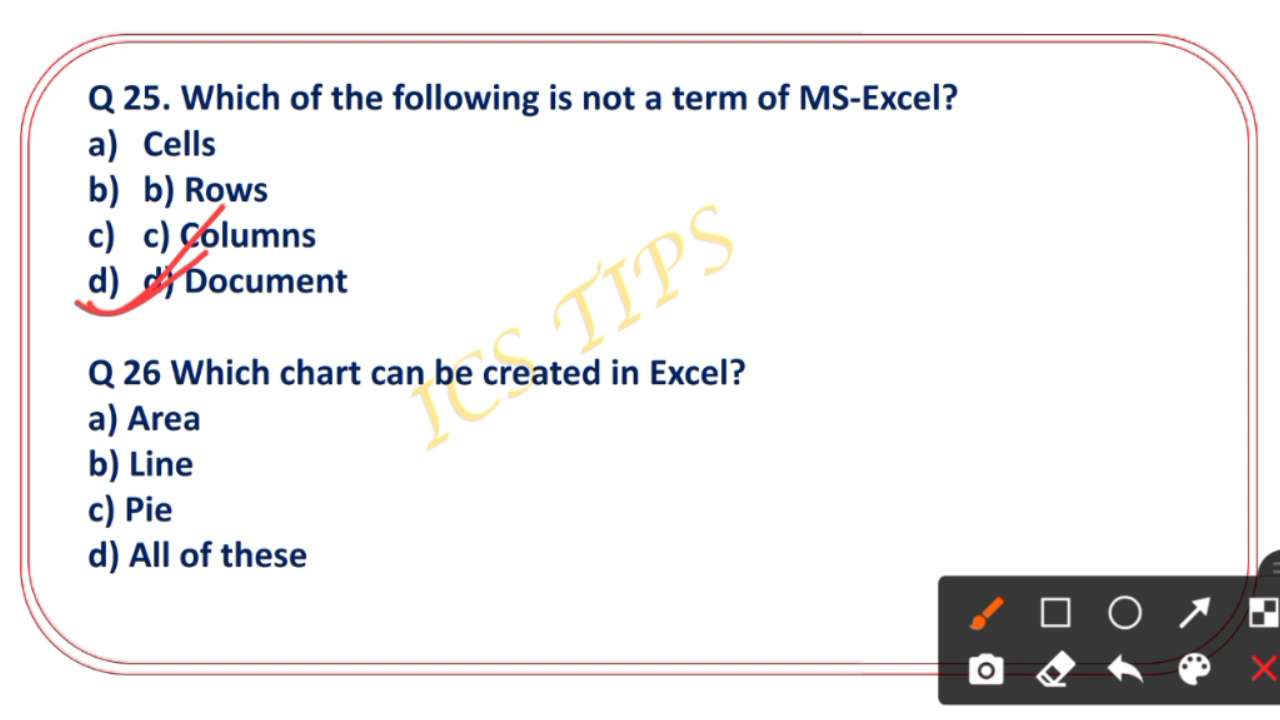 Q 25. Which of the following is not a term of MS-Excel?
a) Cells
b) b) Rows
c) c) Columns
d) d) Document
Q 26 Which chart can be created in Excel?
a) Area
b) Line
c) Pie
d) All of these
ICS TIPS